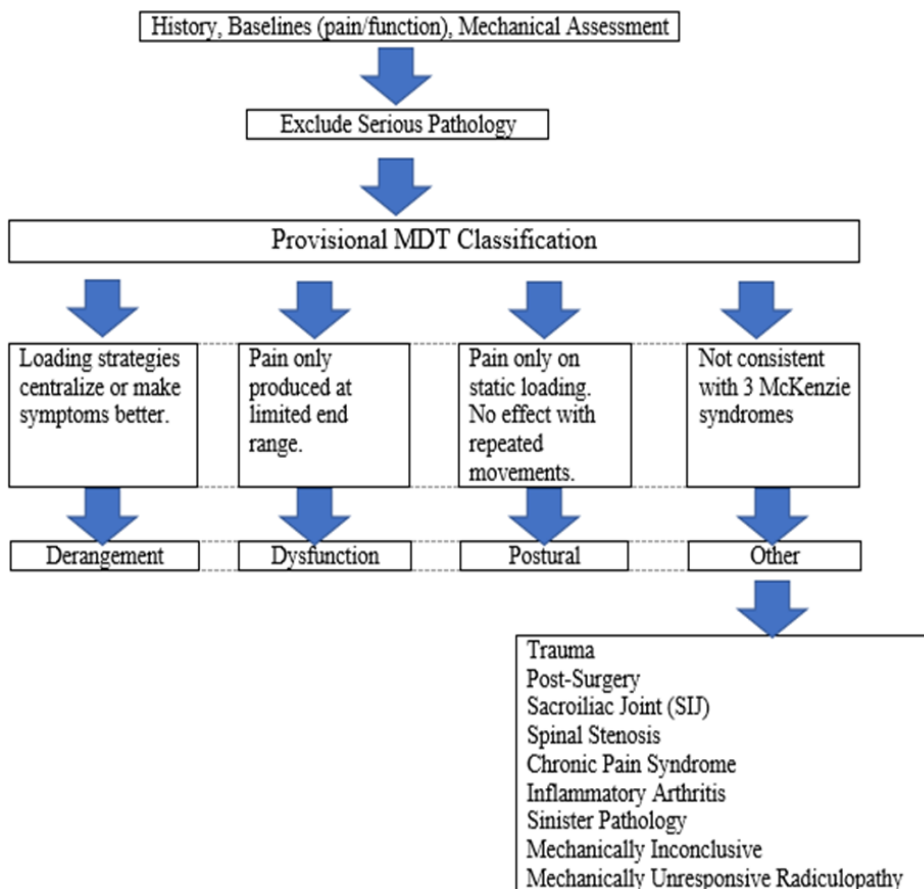 History, Baselines (pain/function), Mechanical Assessment
Exclude Serious Pathology
Provisional MDT Classification
Loading strategies
centralize or make
symptoms better.
Pain only
produced at
limited end
range.
Pain only on
static loading.
No effect with
repeated
movements.
Not consistent
with 3 McKenzie
syndromes
Derangement
Dysfunction
Postural
Other
Trauma
Post-Surgery
Sacroiliac Joint (SIJ)
Spinal Stenosis
Chronic Pain Syndrome
Inflammatory Arthritis
Sinister Pathology
Mechanically Inconclusive
Mechanically Unresponsive Radiculopathy